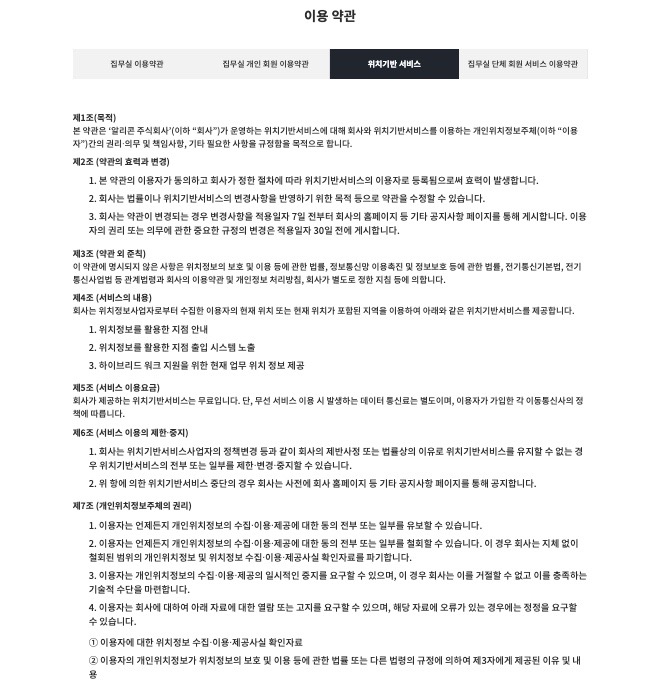 이용 약관
집무실 이용약관
집무실 개인 회원 이용약관
위치기반 서비스
집무실 단체 회원 서비스 이용약관
제1조(목적)
본 약관은 ‘알리콘 주식회사’(이하 “회사”)가 운영하는 위치기반서비스에 대해 회사와 위치기반서비스를 이용하는 개인위치정보주체(이하 “이용
자”)간의 권리·의무 및 책임사항, 기타 필요한 사항을 규정함을 목적으로 합니다.
제2조 (약관의 효력과 변경)
1. 본 약관의 이용자가 동의하고 회사가 정한 절차에 따라 위치기반서비스의 이용자로 등록됨으로써 효력이 발생합니다.
2. 회사는 법률이나 위치기반서비스의 변경사항을 반영하기 위한 목적 등으로 약관을 수정할 수 있습니다.
3. 회사는 약관이 변경되는 경우 변경사항을 적용일자 7일 전부터 회사의 홈페이지 등 기타 공지사항 페이지를 통해 게시합니다. 이용
자의 권리 또는 의무에 관한 중요한 규정의 변경은 적용일자 30일 전에 게시합니다.
제3조 (약관 외 준칙)
이 약관에 명시되지 않은 사항은 위치정보의 보호 및 이용 등에 관한 법률, 정보통신망 이용촉진 및 정보보호 등에 관한 법률, 전기통신기본법, 전기
통신사업법 등 관계법령과 회사의 이용약관 및 개인정보 처리방침, 회사가 별도로 정한 지침 등에 의합니다.
제4조 (서비스의 내용)
회사는 위치정보사업자로부터 수집한 이용자의 현재 위치 또는 현재 위치가 포함된 지역을 이용하여 아래와 같은 위치기반서비스를 제공합니다.
1. 위치정보를 활용한 지점 안내
2. 위치정보를 활용한 지점 출입 시스템 노출
3. 하이브리드 워크 지원을 위한 현재 업무 위치 정보 제공
제5조 (서비스 이용요금)
회사가 제공하는 위치기반서비스는 무료입니다. 단, 무선 서비스 이용 시 발생하는 데이터 통신료는 별도이며, 이용자가 가입한 각 이동통신사의 정
책에 따릅니다.
제6조 (서비스 이용의 제한·중지)
1. 회사는 위치기반서비스사업자의 정책변경 등과 같이 회사의 제반사정 또는 법률상의 이유로 위치기반서비스를 유지할 수 없는 경
우 위치기반서비스의 전부 또는 일부를 제한·변경·중지할 수 있습니다.
2. 위 항에 의한 위치기반서비스 중단의 경우 회사는 사전에 회사 홈페이지 등 기타 공지사항 페이지를 통해 공지합니다.
제7조 (개인위치정보주체의 권리)
1. 이용자는 언제든지 개인위치정보의 수집·이용·제공에 대한 동의 전부 또는 일부를 유보할 수 있습니다.
2. 이용자는 언제든지 개인위치정보의 수집·이용·제공에 대한 동의 전부 또는 일부를 철회할 수 있습니다. 이 경우 회사는 지체 없이
철회된 범위의 개인위치정보 및 위치정보 수집·이용·제공사실 확인자료를 파기합니다.
3. 이용자는 개인위치정보의 수집·이용·제공의 일시적인 중지를 요구할 수 있으며, 이 경우 회사는 이를 거절할 수 없고 이를 충족하는
기술적 수단을 마련합니다.
4. 이용자는 회사에 대하여 아래 자료에 대한 열람 또는 고지를 요구할 수 있으며, 해당 자료에 오류가 있는 경우에는 정정을 요구할
수 있습니다.
① 이용자에 대한 위치정보 수집·이용·제공사실 확인자료
② 이용자의 개인위치정보가 위치정보의 보호 및 이용 등에 관한 법률 또는 다른 법령의 규정에 의하여 제3자에게 제공된 이유 및 내
용